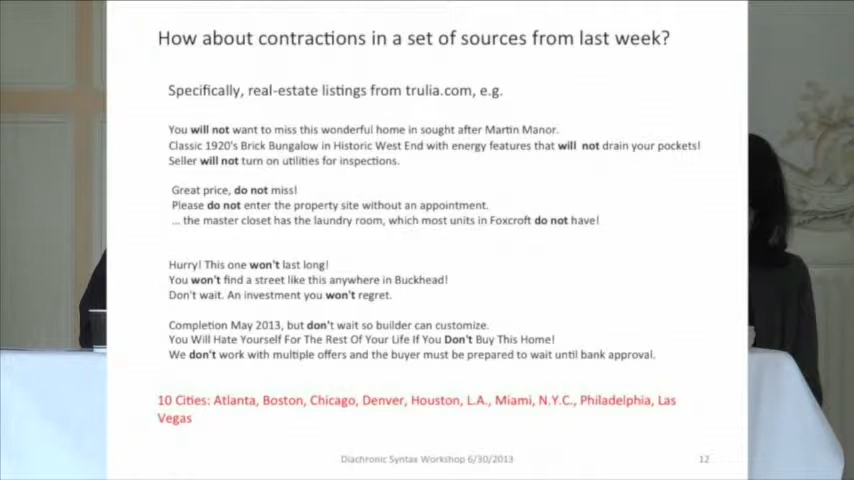 How about contractions in a set of sources from last week?
Specifically, real-estate listings from trulia.com, e.g.
You will not want to miss this wonderful home in sought after Martin Manor.
Classic 1920's Brick Bungalow in Historic West End with energy features that will not drain your pockets!
Seller will not turn on utilities for inspections.
Great price, do not miss!
Please do not enter the property site without an appointment.
... the master closet has the laundry room, which most units in Foxcroft do not have!
Hurry! This one won't last long!
You won't find a street like this anywhere in Buckhead!
Don't wait. An investment you won't regret.
Completion May 2013, but don't wait so builder can customize.
You Will Hate Yourself For The Rest Of Your Life If You Don't Buy This Home!
We don't work with multiple offers and the buyer must be prepared to wait until bank approval.
10 Cities: Atlanta, Boston, Chicago, Denver, Houston, L.A., Miami, N.Y.C., Philadelphia, Las
Vegas
Diachronic Syntax Workshop 6/30/2013 12